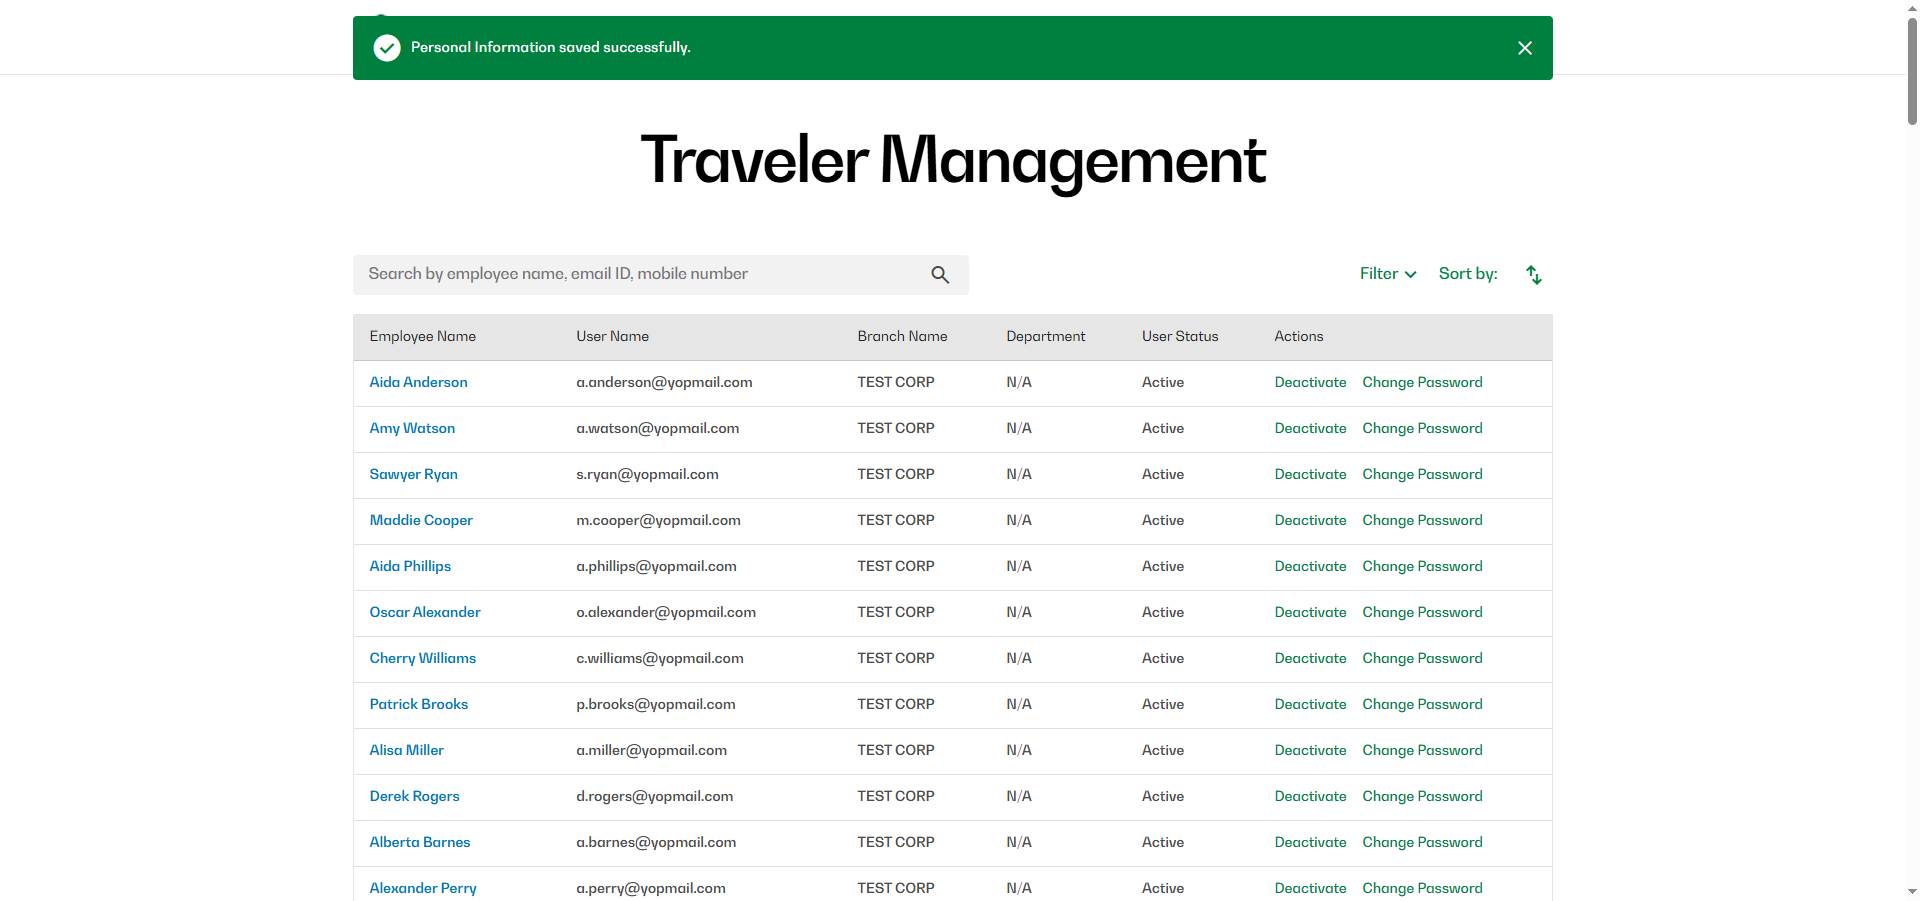 Personal Information saved successfully.
Traveler Management
Search by employee name, email ID, mobile number
Filter Sort by:
Employee Name User Name Branch Name Department User Status Actions
Aida Anderson a.anderson@yopmail.com TEST CORP N/A Active Deactivate Change Password
Amy Watson a.watson@yopmail.com TEST CORP N/A Active Deactivate Change Password
Sawyer Ryan s.ryan@yopmail.com TEST CORP N/A Active Deactivate Change Password
Maddie Cooper m.cooper@yopmail.com TEST CORP N/A Active Deactivate Change Password
Aida Phillips a.phillips@yopmail.com TEST CORP N/A Active Deactivate Change Password
Oscar Alexander o.alexander@yopmail.com TEST CORP N/A Active Deactivate Change Password
Cherry Williams c.williams@yopmail.com TEST CORP N/A Active Deactivate Change Password
Patrick Brooks p.brooks@yopmail.com TEST CORP N/A Active Deactivate Change Password
Alisa Miller a.miller@yopmail.com TEST CORP N/A Active Deactivate Change Password
Derek Rogers d.rogers@yopmail.com TEST CORP N/A Active Deactivate Change Password
Alberta Barnes a.barnes@yopmail.com TEST CORP N/A Active Deactivate Change Password
Alexander Perry a.perry@yopmail.com TEST CORP N/A Active Deactivate Change Password